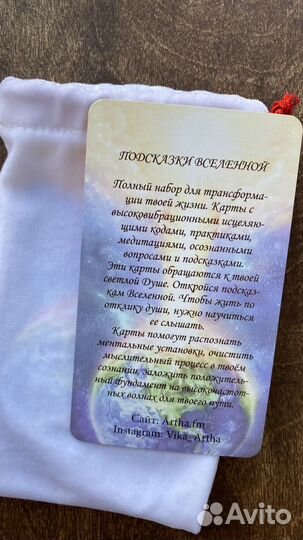 ПОДСКАЗКИ ВСЕЛЕННОЙ
Полный набор для трансforма-
ции твоей жизни. Карты с
высоковибрационными исцеляю-
щими кодами, практиками,
медитациями, осознанными
вопросами и подсказками.
Эти карты обращаются к твоей
светлой Душе. Откройся подсказ-
кам Вселенной. Чтобы жить по
отклику души, нужно научиться
ее слышать.
Карты помогут распознать
ментальные установки, очистить
мыслительный процесс в твоём
сознании, заложить положитель-
ный фундамент на высокочастот-
ных волнах для твоего пути.
Сайт: Artha.fm
Instagram: Vika_Artha
Avito